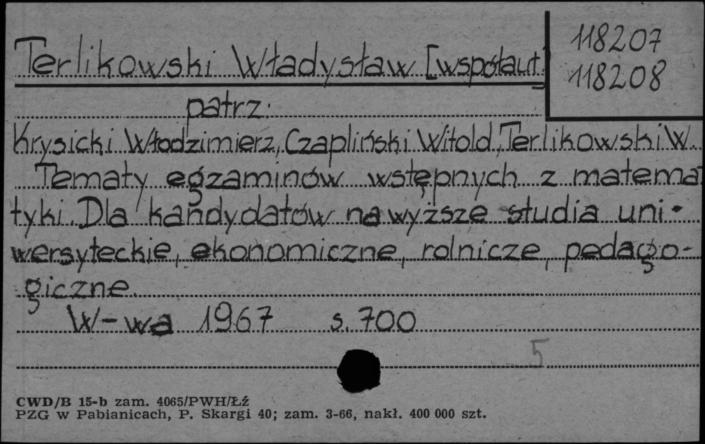 118207
Terlikowski Władysław [współaut.]
118208
patrz:
Krysicki Włodzimierz, Czapliński Witold, Terlikowski W.
Tematy egzaminów wstępnych z matema
tyki. Dla kandydatów na wyższe studia uni-
wersyteckie, ekonomiczne, rolnicze, pedago-
giczne.
W-wa 1967 s. 700
5
CWD/B 15-b zam. 4065/PWH/Łź
PZG w Pabianicach, P. Skargi 40; zam. 3-66, nakł. 400 000 szt.